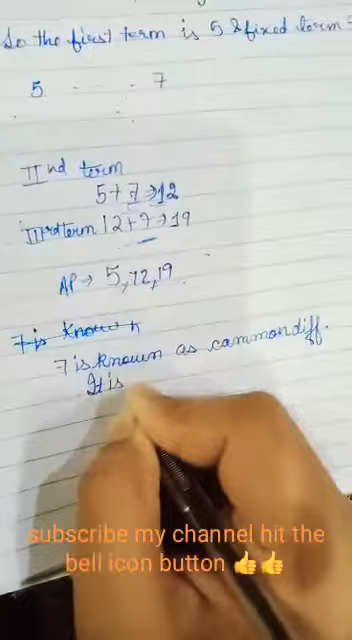 So the first term is 5 & fixed term =
5 . . . 7
IInd term
5+7→12
IIIrd term 12+7→19
AP→ 5,12,19
7 is known
7 is known as cammon diff.
It is
subscribe my channel hit the
bell icon button 👍👍